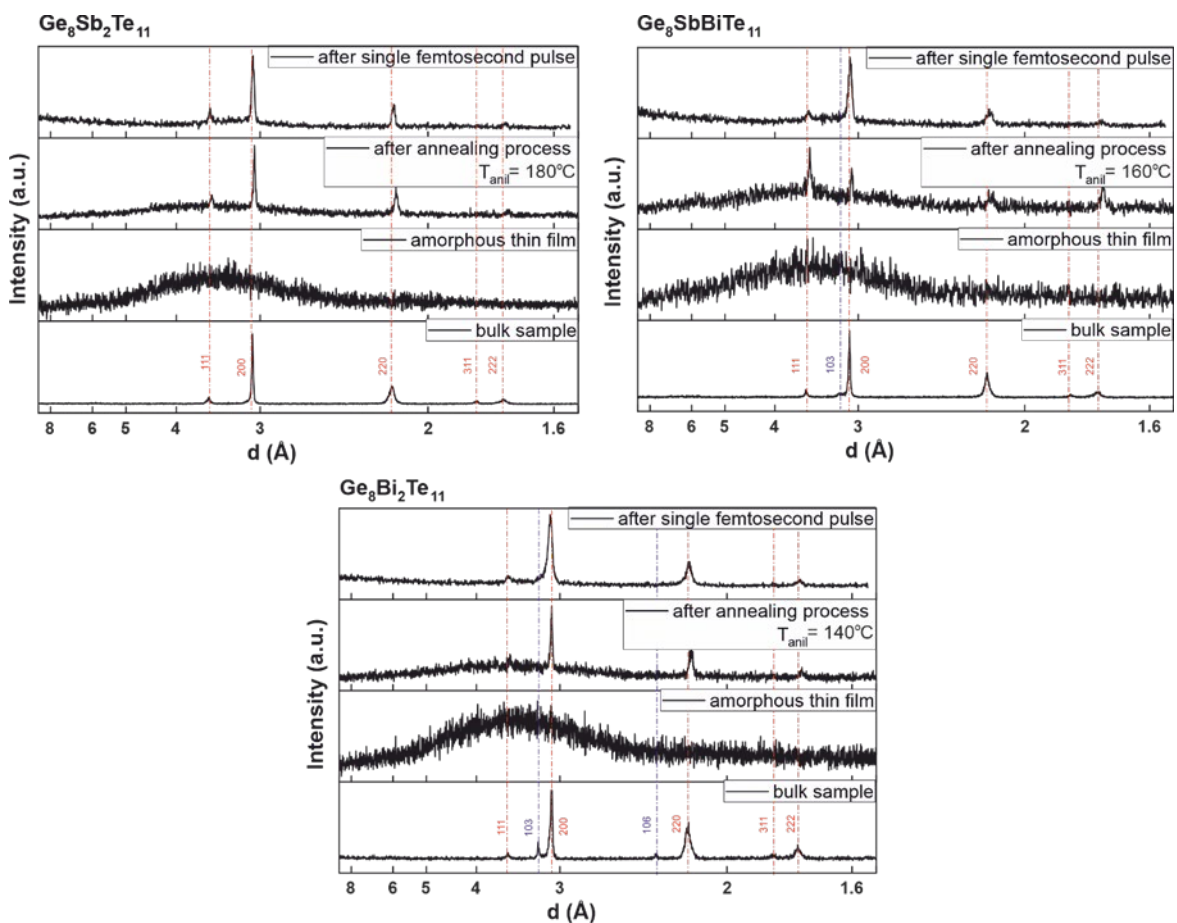 Ge8Sb2Te11
after single femtosecond pulse
after annealing process
Tanil= 180°C
amorphous thin film
bulk sample
111
200
220
311
222
Intensity (a.u.)
8 6 5 4 3 2 1.6
d (Å)
Ge8SbBiTe11
after single femtosecond pulse
after annealing process
Tanil= 160°C
amorphous thin film
bulk sample
111
103
200
220
311
222
Intensity (a.u.)
8 6 5 4 3 2 1.6
d (Å)
Ge8Bi2Te11
after single femtosecond pulse
after annealing process
Tanil= 140°C
amorphous thin film
bulk sample
111
103
200
106
220
311
222
Intensity (a.u.)
8 6 5 4 3 2 1.6
d (Å)